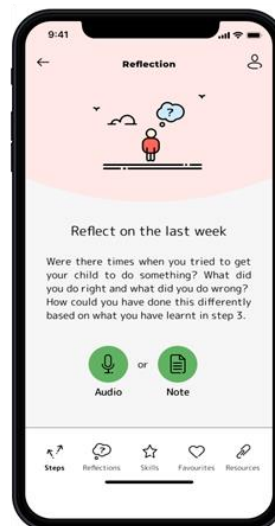 9:41
Reflection
?
Reflect on the last week
Were there times when you tried to get
your child to do something? What did
you do right and what did you do wrong?
How could you have done this differently
based on what you have learnt in step 3.
or
Audio Note
?
Steps Reflections Skills Favourites Resources